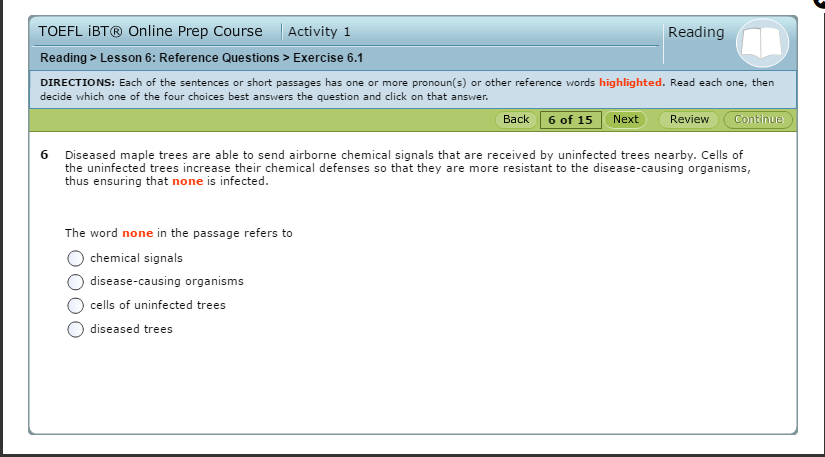 TOEFL iBT® Online Prep Course
Activity 1
Reading
Reading > Lesson 6: Reference Questions > Exercise 6.1
DIRECTIONS: Each of the sentences or short passages has one or more pronoun(s) or other reference words highlighted. Read each one, then
decide which one of the four choices best answers the question and click on that answer.
Back 6 of 15 Next Review Continue
6 Diseased maple trees are able to send airborne chemical signals that are received by uninfected trees nearby. Cells of
the uninfected trees increase their chemical defenses so that they are more resistant to the disease-causing organisms,
thus ensuring that none is infected.
The word none in the passage refers to
chemical signals
disease-causing organisms
cells of uninfected trees
diseased trees